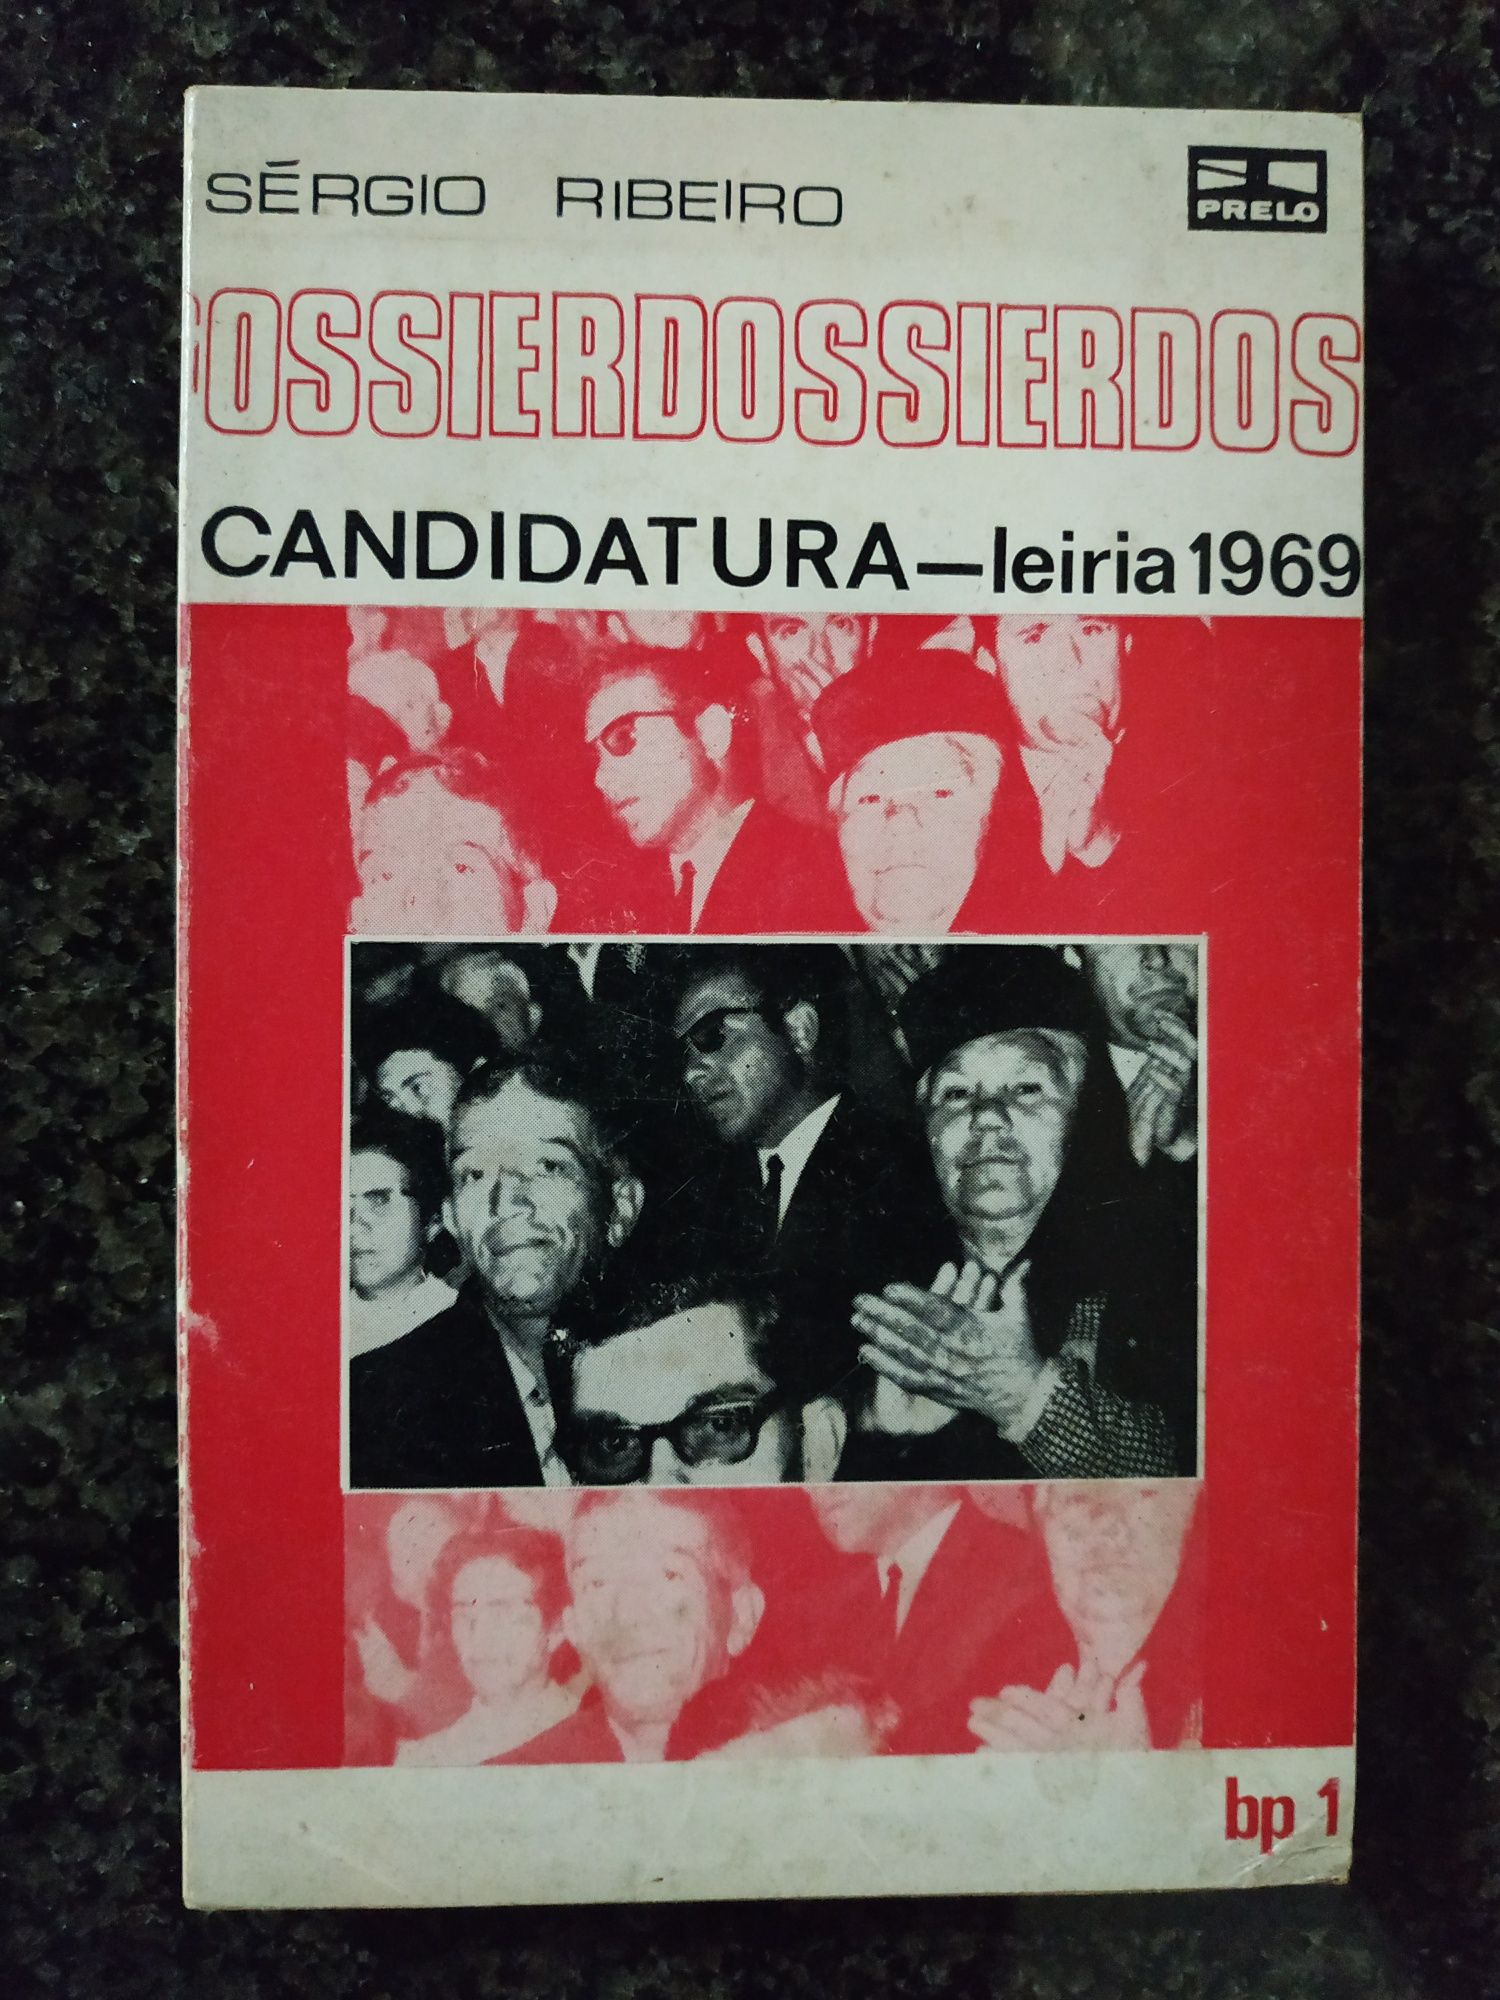 SÉRGIO RIBEIRO
PRELO
OSSIERDOSSIERDOS
CANDIDATURA—leiria 1969
bp 1